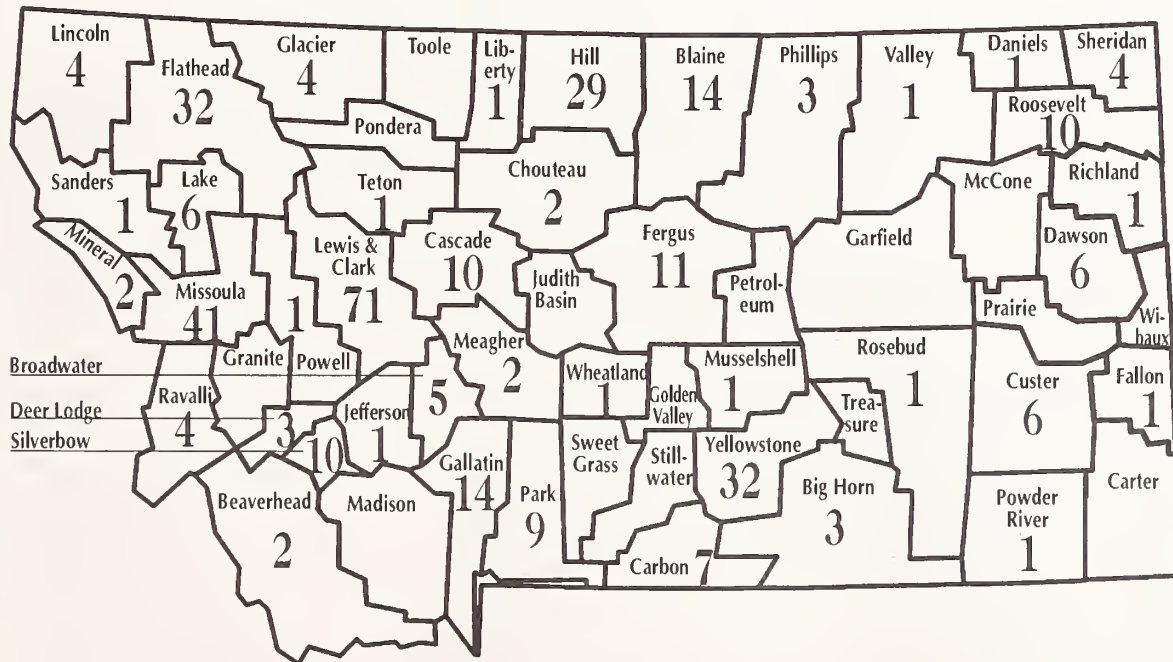 Lincoln
4
Flathead
32
Glacier
4
Toole
Lib-
erty
1
Hill
29
Blaine
14
Phillips
3
Valley
1
Daniels
1
Sheridan
4
Roosevelt
10
Pondera
Sanders
1
Lake
6
Teton
1
Chouteau
2
McCone
Richland
1
Mineral
2
Missoula
41
1
Powell
Lewis &
Clark
71
Cascade
10
Judith
Basin
Fergus
11
Petrol-
eum
Garfield
Dawson
6
Prairie
Wi-
baux
Granite
Meagher
2
Wheatland
1
Golden
Valley
Musselshell
1
Rosebud
1
Custer
6
Fallon
1
Broadwater
5
Ravalli
4
Deer Lodge
3
Jefferson
1
Silverbow
10
Trea-
sure
Sweet
Grass
Still-
water
Yellowstone
32
Gallatin
14
Park
9
Big Horn
3
Powder
River
1
Carter
Beaverhead
2
Madison
Carbon 7